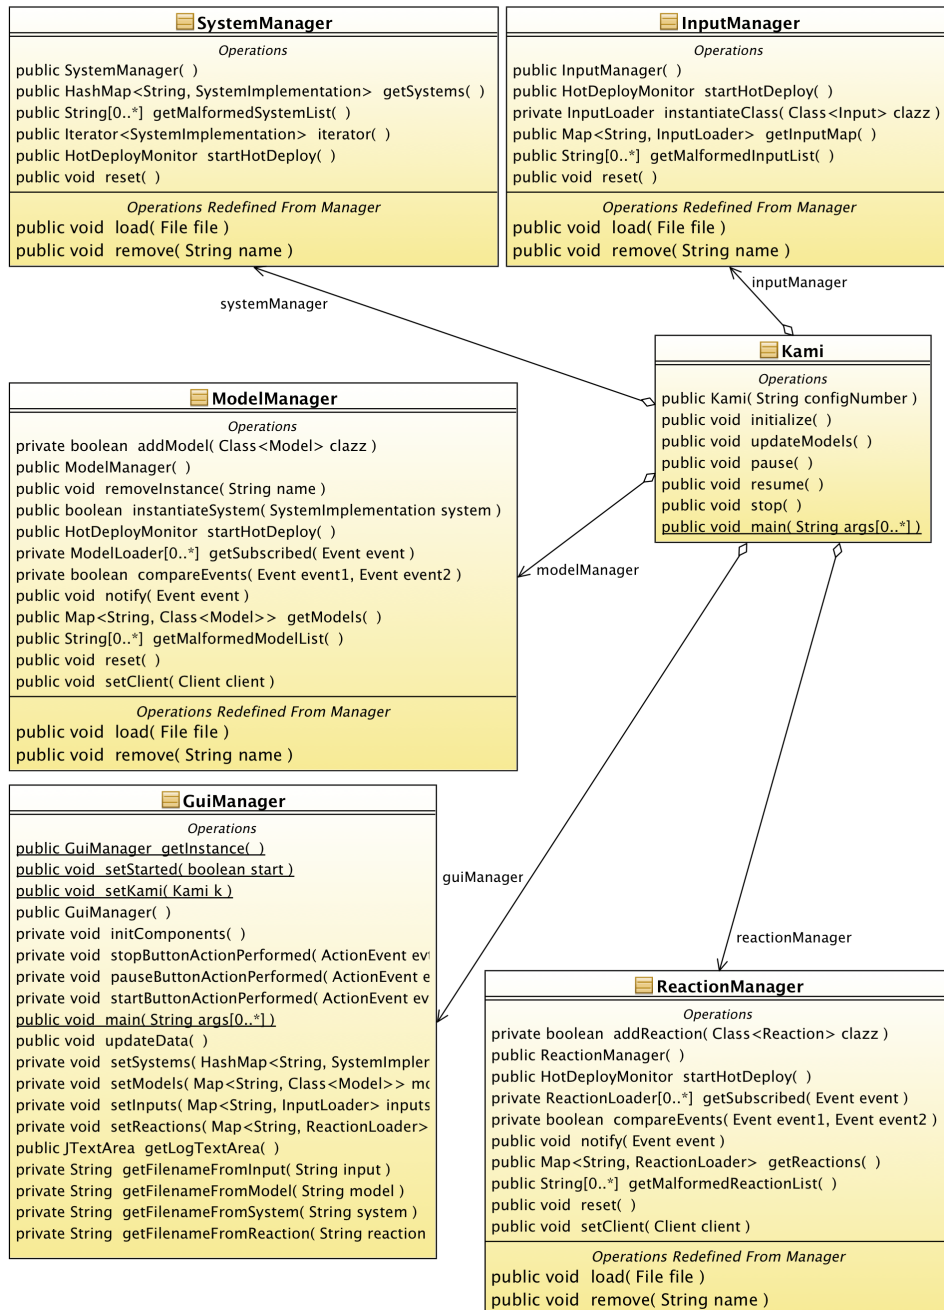 SystemManager
Operations
public SystemManager( )
public HashMap<String, SystemImplementation> getSystems( )
public String[0..*] getMalformedSystemList( )
public Iterator<SystemImplementation> iterator( )
public HotDeployMonitor startHotDeploy( )
public void reset( )
Operations Redefined From Manager
public void load( File file )
public void remove( String name )
InputManager
Operations
public InputManager( )
public HotDeployMonitor startHotDeploy( )
private InputLoader instantiateClass( Class<Input> clazz )
public Map<String, InputLoader> getInputMap( )
public String[0..*] getMalformedInputList( )
public void reset( )
Operations Redefined From Manager
public void load( File file )
public void remove( String name )
systemManager
inputManager
Kami
Operations
public Kami( String configNumber )
public void initialize( )
public void updateModels( )
public void pause( )
public void resume( )
public void stop( )
public void main( String args[0..*] )
ModelManager
Operations
private boolean addModel( Class<Model> clazz )
public ModelManager( )
public void removeInstance( String name )
public boolean instantiateSystem( SystemImplementation system )
public HotDeployMonitor startHotDeploy( )
private ModelLoader[0..*] getSubscribed( Event event )
private boolean compareEvents( Event event1, Event event2 )
public void notify( Event event )
public Map<String, Class<Model>> getModels( )
public String[0..*] getMalformedModelList( )
public void reset( )
public void setClient( Client client )
Operations Redefined From Manager
public void load( File file )
public void remove( String name )
modelManager
GuiManager
Operations
public GuiManager getInstance( )
public void setStarted( boolean start )
public void setKami( Kami k )
public GuiManager( )
private void initComponents( )
private void stopButtonActionPerformed( ActionEvent evt
private void pauseButtonActionPerformed( ActionEvent e
private void startButtonActionPerformed( ActionEvent ev
public void main( String args[0..*] )
public void updateData( )
private void setSystems( HashMap<String, SystemImpler
private void setModels( Map<String, Class<Model>> mo
private void setInputs( Map<String, InputLoader> inputs
private void setReactions( Map<String, ReactionLoader>
public JTextArea getLogTextArea( )
private String getFilenameFromInput( String input )
private String getFilenameFromModel( String model )
private String getFilenameFromSystem( String system )
private String getFilenameFromReaction( String reaction
guiManager
reactionManager
ReactionManager
Operations
private boolean addReaction( Class<Reaction> clazz )
public ReactionManager( )
public HotDeployMonitor startHotDeploy( )
private ReactionLoader[0..*] getSubscribed( Event event )
private boolean compareEvents( Event event1, Event event2 )
public void notify( Event event )
public Map<String, ReactionLoader> getReactions( )
public String[0..*] getMalformedReactionList( )
public void reset( )
public void setClient( Client client )
Operations Redefined From Manager
public void load( File file )
public void remove( String name )